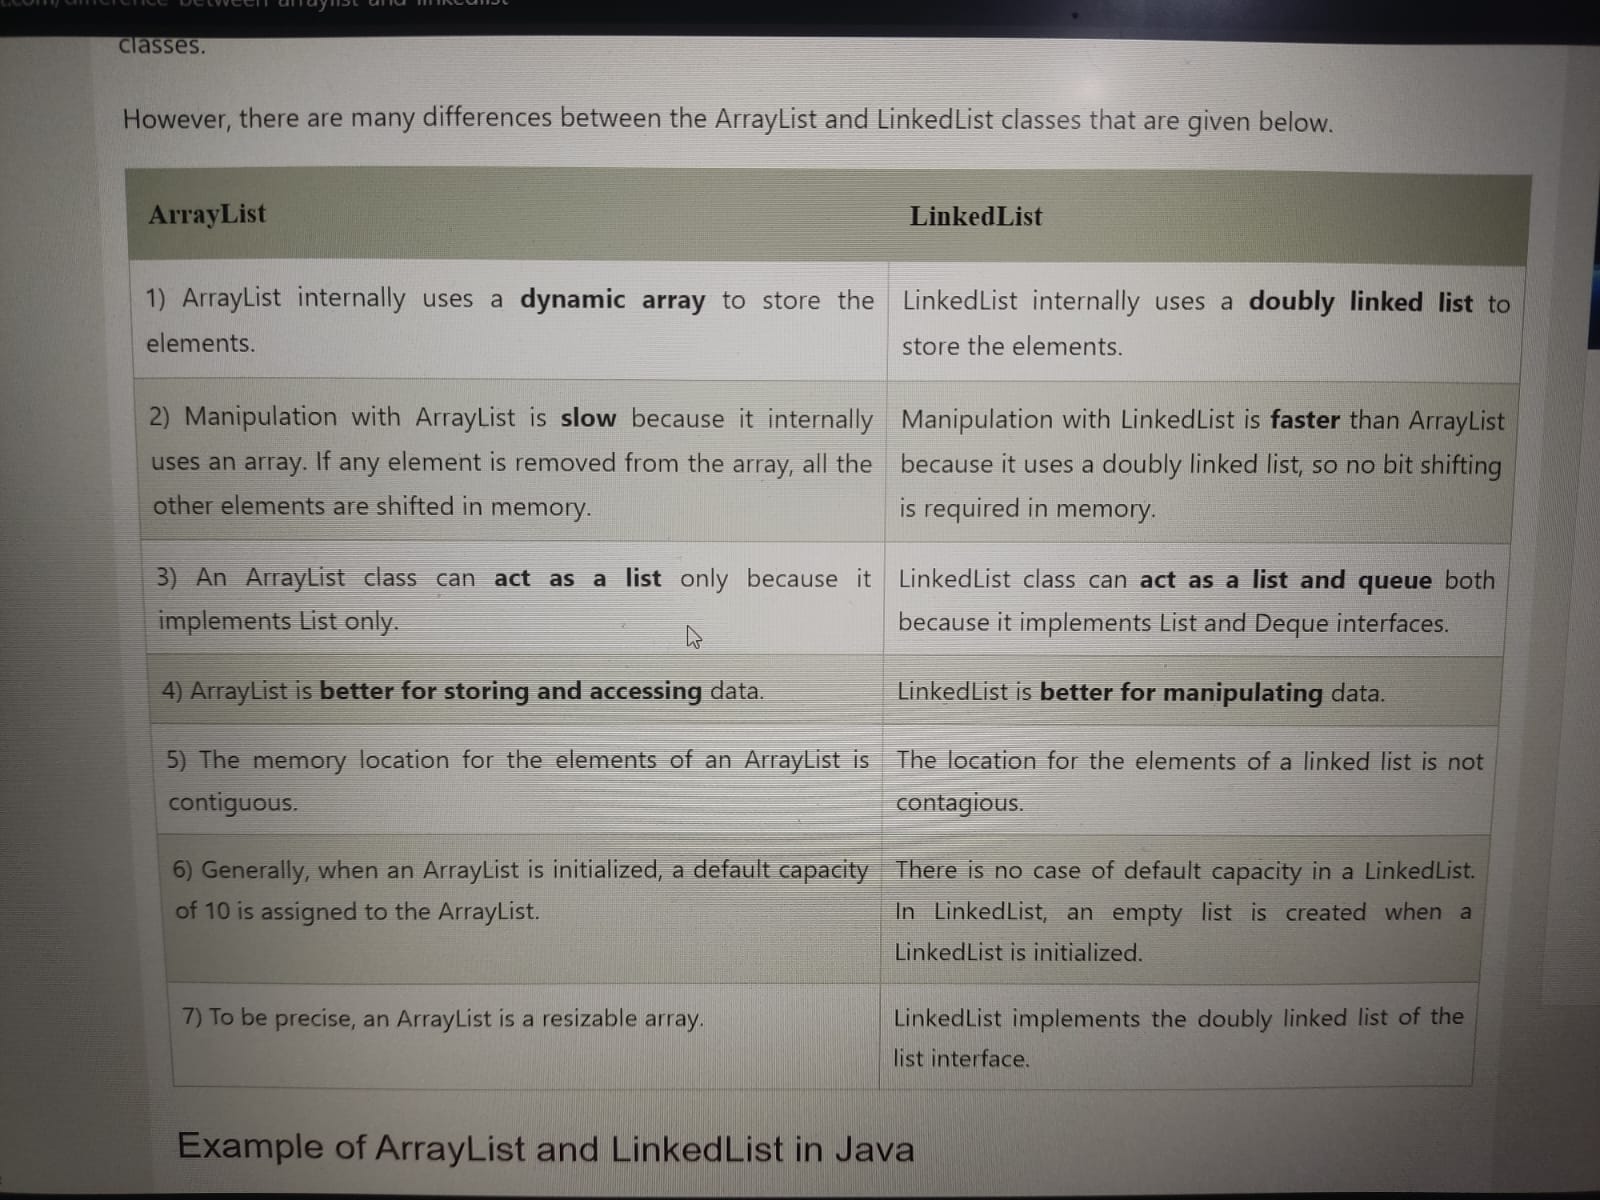 between arraylist and linkedlist
classes.
However, there are many differences between the ArrayList and LinkedList classes that are given below.
ArrayList
LinkedList
1) ArrayList internally uses a dynamic array to store the
elements.
LinkedList internally uses a doubly linked list to
store the elements.
2) Manipulation with ArrayList is slow because it internally
uses an array. If any element is removed from the array, all the
other elements are shifted in memory.
Manipulation with LinkedList is faster than ArrayList
because it uses a doubly linked list, so no bit shifting
is required in memory.
3) An ArrayList class can act as a list only because it
implements List only.
LinkedList class can act as a list and queue both
because it implements List and Deque interfaces.
4) ArrayList is better for storing and accessing data.
LinkedList is better for manipulating data.
5) The memory location for the elements of an ArrayList is
contiguous.
The location for the elements of a linked list is not
contagious.
6) Generally, when an ArrayList is initialized, a default capacity
of 10 is assigned to the ArrayList.
There is no case of default capacity in a LinkedList.
In LinkedList, an empty list is created when a
LinkedList is initialized.
7) To be precise, an ArrayList is a resizable array.
LinkedList implements the doubly linked list of the
list interface.
Example of ArrayList and LinkedList in Java